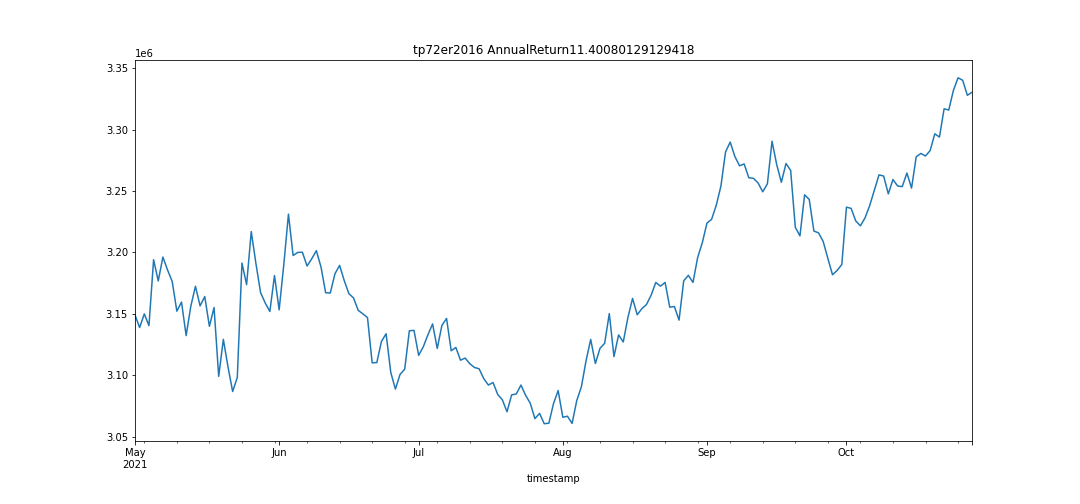 tp72er2016 AnnualReturn11.40080129129418
1e6
3.35
3.30
3.25
3.20
3.15
3.10
3.05
May
2021
Jun
Jul
Aug
Sep
Oct
timestamp